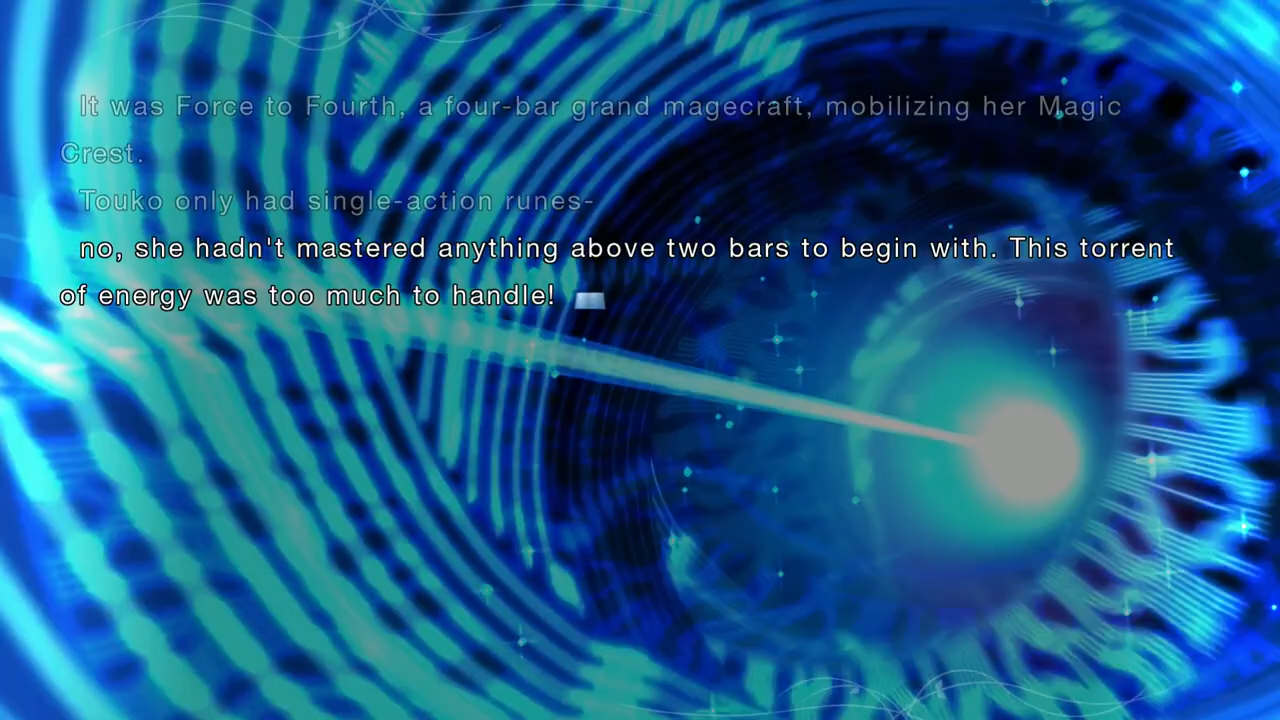 It was Force to Fourth, a four-bar grand magecraft, mobilizing her Magic
Crest.
Touko only had single-action runes-
no, she hadn't mastered anything above two bars to begin with. This torrent
of energy was too much to handle!